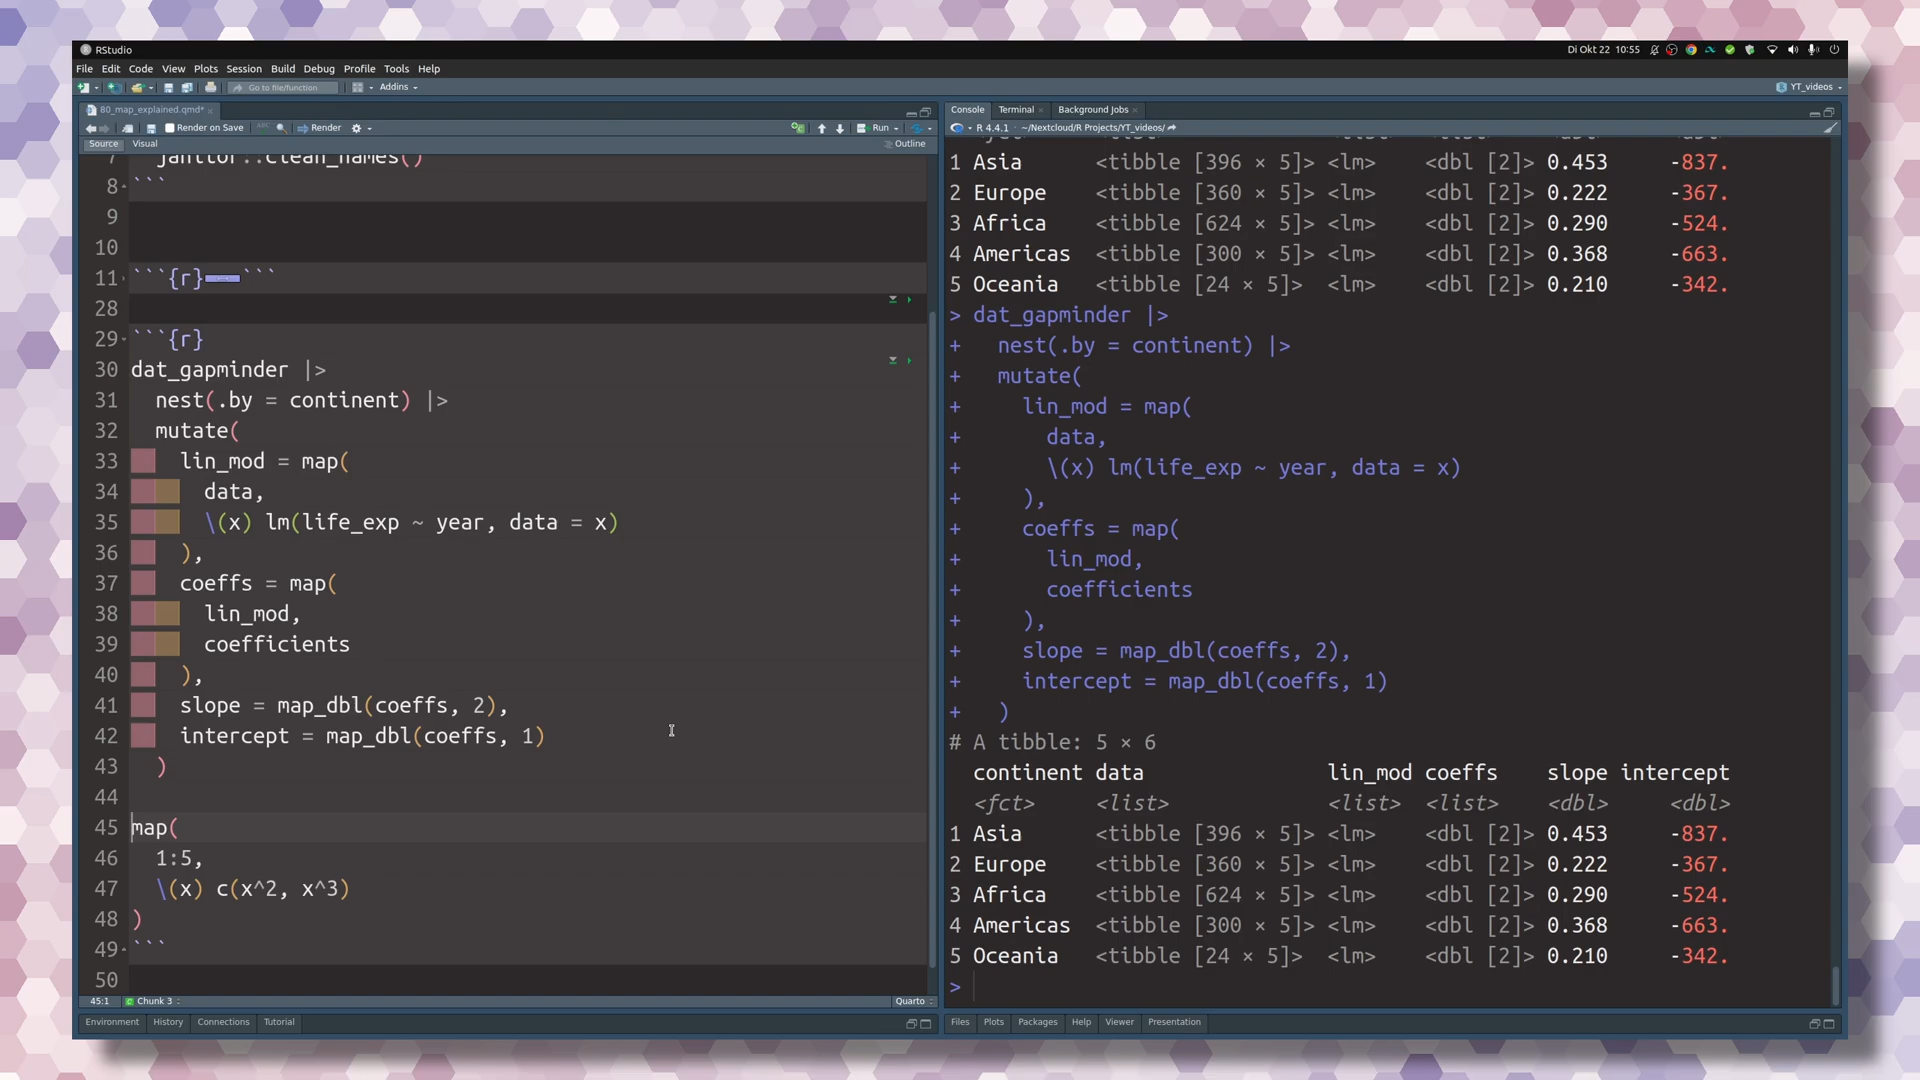 RStudio
Di Okt 22 10:55
File Edit Code View Plots Session Build Debug Profile Tools Help
Go to file/function
Addins
YT_videos
80_map_explained.qmd*
Render on Save
Render
Run
Source Visual
Outline
7 janitor::clean_names()
8 ```
9
10
11 ```{r} ```
28
29 ```{r}
30 dat_gapminder |>
31 nest(.by = continent) |>
32 mutate(
33 lin_mod = map(
34 data,
35 \(x) lm(life_exp ~ year, data = x)
36 ),
37 coeffs = map(
38 lin_mod,
39 coefficients
40 ),
41 slope = map_dbl(coeffs, 2),
42 intercept = map_dbl(coeffs, 1)
43 )
44
45 map(
46 1:5,
47 \(x) c(x^2, x^3)
48 )
49 ```
50
45:1 Chunk 3
Quarto
Environment History Connections Tutorial
Console Terminal Background Jobs
R 4.4.1 · ~/Nextcloud/R Projects/YT_videos/
1 Asia <tibble [396 × 5]> <lm> <dbl [2]> 0.453 -837.
2 Europe <tibble [360 × 5]> <lm> <dbl [2]> 0.222 -367.
3 Africa <tibble [624 × 5]> <lm> <dbl [2]> 0.290 -524.
4 Americas <tibble [300 × 5]> <lm> <dbl [2]> 0.368 -663.
5 Oceania <tibble [24 × 5]> <lm> <dbl [2]> 0.210 -342.
> dat_gapminder |>
+ nest(.by = continent) |>
+ mutate(
+ lin_mod = map(
+ data,
+ \(x) lm(life_exp ~ year, data = x)
+ ),
+ coeffs = map(
+ lin_mod,
+ coefficients
+ ),
+ slope = map_dbl(coeffs, 2),
+ intercept = map_dbl(coeffs, 1)
+ )
# A tibble: 5 × 6
continent data lin_mod coeffs slope intercept
<fct> <list> <list> <list> <dbl> <dbl>
1 Asia <tibble [396 × 5]> <lm> <dbl [2]> 0.453 -837.
2 Europe <tibble [360 × 5]> <lm> <dbl [2]> 0.222 -367.
3 Africa <tibble [624 × 5]> <lm> <dbl [2]> 0.290 -524.
4 Americas <tibble [300 × 5]> <lm> <dbl [2]> 0.368 -663.
5 Oceania <tibble [24 × 5]> <lm> <dbl [2]> 0.210 -342.
>
Files Plots Packages Help Viewer Presentation